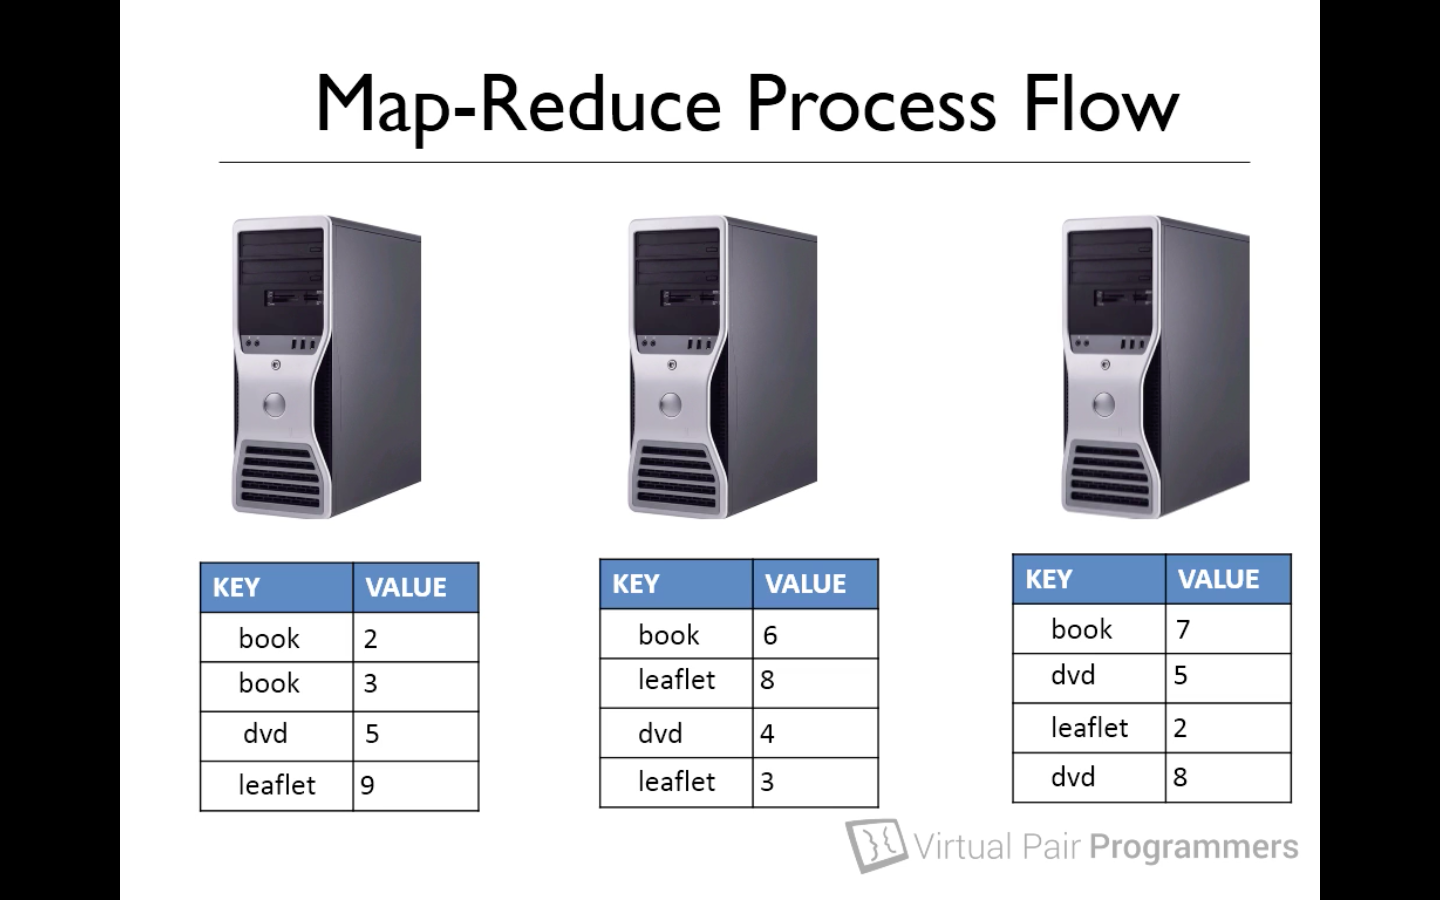 Map-Reduce Process Flow
KEY VALUE
book 2
book 3
dvd 5
leaflet 9
KEY VALUE
book 6
leaflet 8
dvd 4
leaflet 3
KEY VALUE
book 7
dvd 5
leaflet 2
dvd 8
Virtual Pair Programmers